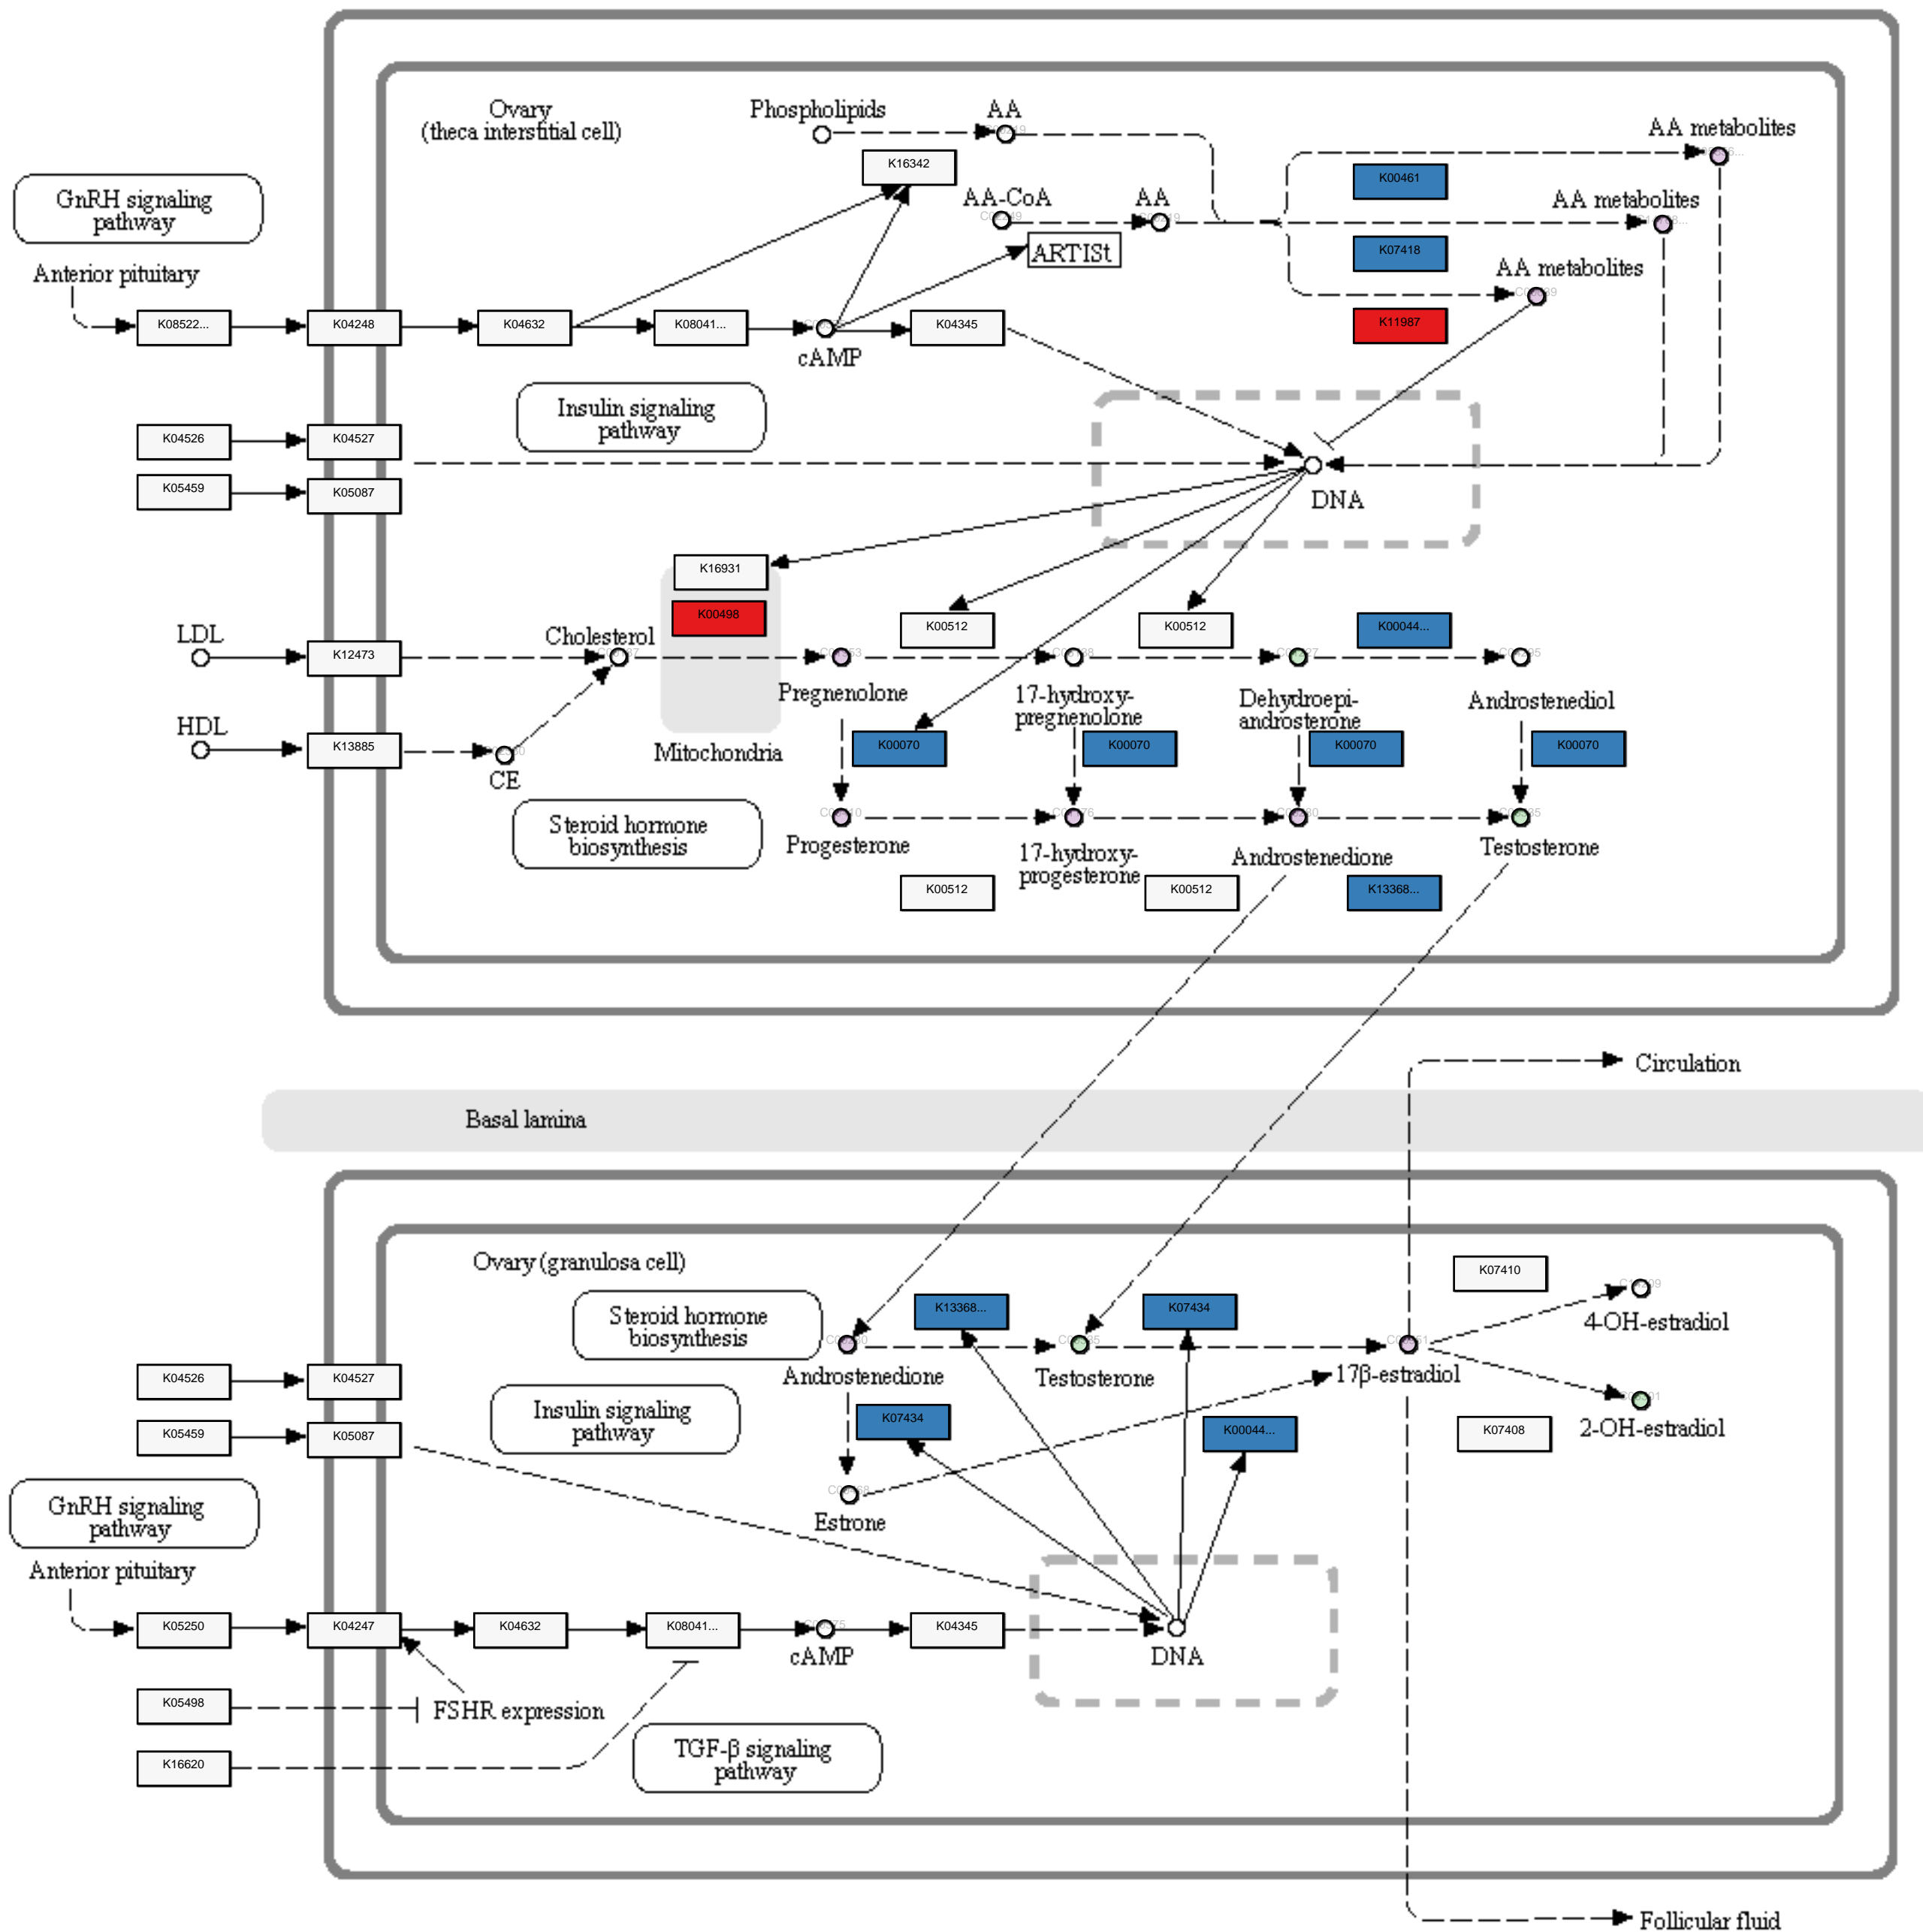 Ovary
(theca interstitial cell)
Phospholipids
AA
AA metabolites
K16342
K00461
GnRH signaling
pathway
AA-CoA
AA
AA metabolites
ARTISt
K07418
Anterior pituitary
AA metabolites
K08522...
K04248
K04632
K08041...
cAMP
K04345
K11987
Insulin signaling
pathway
K04526
K04527
K05459
K05087
DNA
K16931
K00498
K00512
K00512
K00044...
LDL
K12473
Cholesterol
Pregnenolone
17-hydroxy-
pregnenolone
Dehydroepi-
androsterone
Androstenediol
HDL
K13885
CE
Mitochondria
K00070
K00070
K00070
K00070
Steroid hormone
biosynthesis
Progesterone
17-hydroxy-
progesterone
Androstenedione
Testosterone
K00512
K00512
K13368...
Circulation
Basal lamina
Ovary (granulosa cell)
K07410
Steroid hormone
biosynthesis
K13368...
K07434
4-OH-estradiol
Androstenedione
Testosterone
17β-estradiol
K04526
K04527
Insulin signaling
pathway
K07434
K00044...
K07408
2-OH-estradiol
K05459
K05087
GnRH signaling
pathway
Estrone
Anterior pituitary
K05250
K04247
K04632
K08041...
cAMP
K04345
DNA
K05498
FSHR expression
K16620
TGF-β signaling
pathway
Follicular fluid